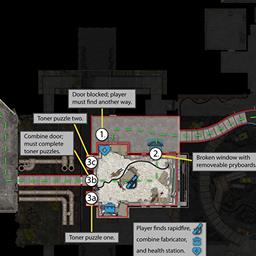 Door blocked; player
must find another way.
Toner puzzle two.
Combine door;
must complete
toner puzzles.
1
2
3c
3b
3a
Broken window with
removeable pryboards.
Toner puzzle one.
Player finds rapidfire,
combine fabricator,
and health station.